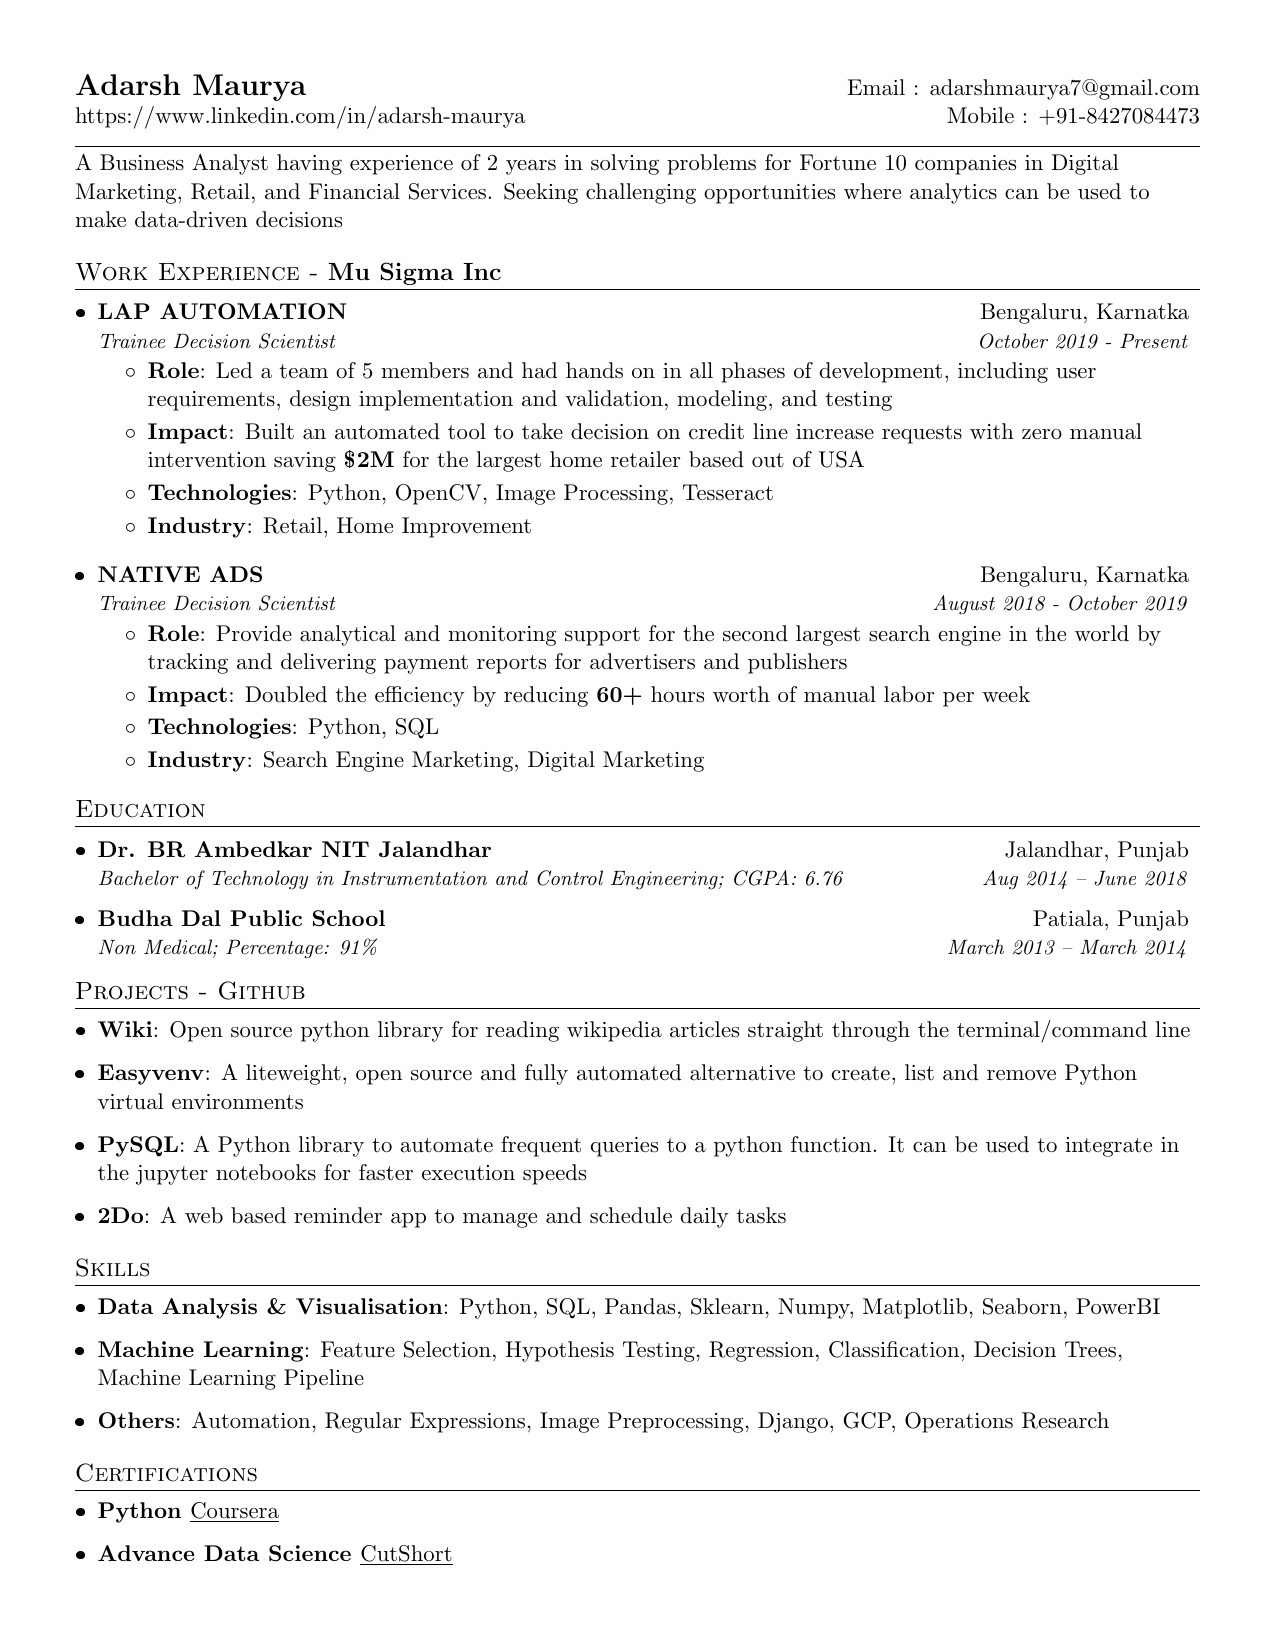 Adarsh Maurya
Email : adarshmaurya7@gmail.com
https://www.linkedin.com/in/adarsh-maurya
Mobile : +91-8427084473
A Business Analyst having experience of 2 years in solving problems for Fortune 10 companies in Digital
Marketing, Retail, and Financial Services. Seeking challenging opportunities where analytics can be used to
make data-driven decisions
Work Experience - Mu Sigma Inc
• LAP AUTOMATION Bengaluru, Karnatka
Trainee Decision Scientist October 2019 - Present
◦ Role: Led a team of 5 members and had hands on in all phases of development, including user
requirements, design implementation and validation, modeling, and testing
◦ Impact: Built an automated tool to take decision on credit line increase requests with zero manual
intervention saving $2M for the largest home retailer based out of USA
◦ Technologies: Python, OpenCV, Image Processing, Tesseract
◦ Industry: Retail, Home Improvement
• NATIVE ADS Bengaluru, Karnatka
Trainee Decision Scientist August 2018 - October 2019
◦ Role: Provide analytical and monitoring support for the second largest search engine in the world by
tracking and delivering payment reports for advertisers and publishers
◦ Impact: Doubled the efficiency by reducing 60+ hours worth of manual labor per week
◦ Technologies: Python, SQL
◦ Industry: Search Engine Marketing, Digital Marketing
Education
• Dr. BR Ambedkar NIT Jalandhar Jalandhar, Punjab
Bachelor of Technology in Instrumentation and Control Engineering; CGPA: 6.76 Aug 2014 – June 2018
• Budha Dal Public School Patiala, Punjab
Non Medical; Percentage: 91% March 2013 – March 2014
Projects - Github
• Wiki: Open source python library for reading wikipedia articles straight through the terminal/command line
• Easyvenv: A liteweight, open source and fully automated alternative to create, list and remove Python
virtual environments
• PySQL: A Python library to automate frequent queries to a python function. It can be used to integrate in
the jupyter notebooks for faster execution speeds
• 2Do: A web based reminder app to manage and schedule daily tasks
Skills
• Data Analysis & Visualisation: Python, SQL, Pandas, Sklearn, Numpy, Matplotlib, Seaborn, PowerBI
• Machine Learning: Feature Selection, Hypothesis Testing, Regression, Classification, Decision Trees,
Machine Learning Pipeline
• Others: Automation, Regular Expressions, Image Preprocessing, Django, GCP, Operations Research
Certifications
• Python Coursera
• Advance Data Science CutShort